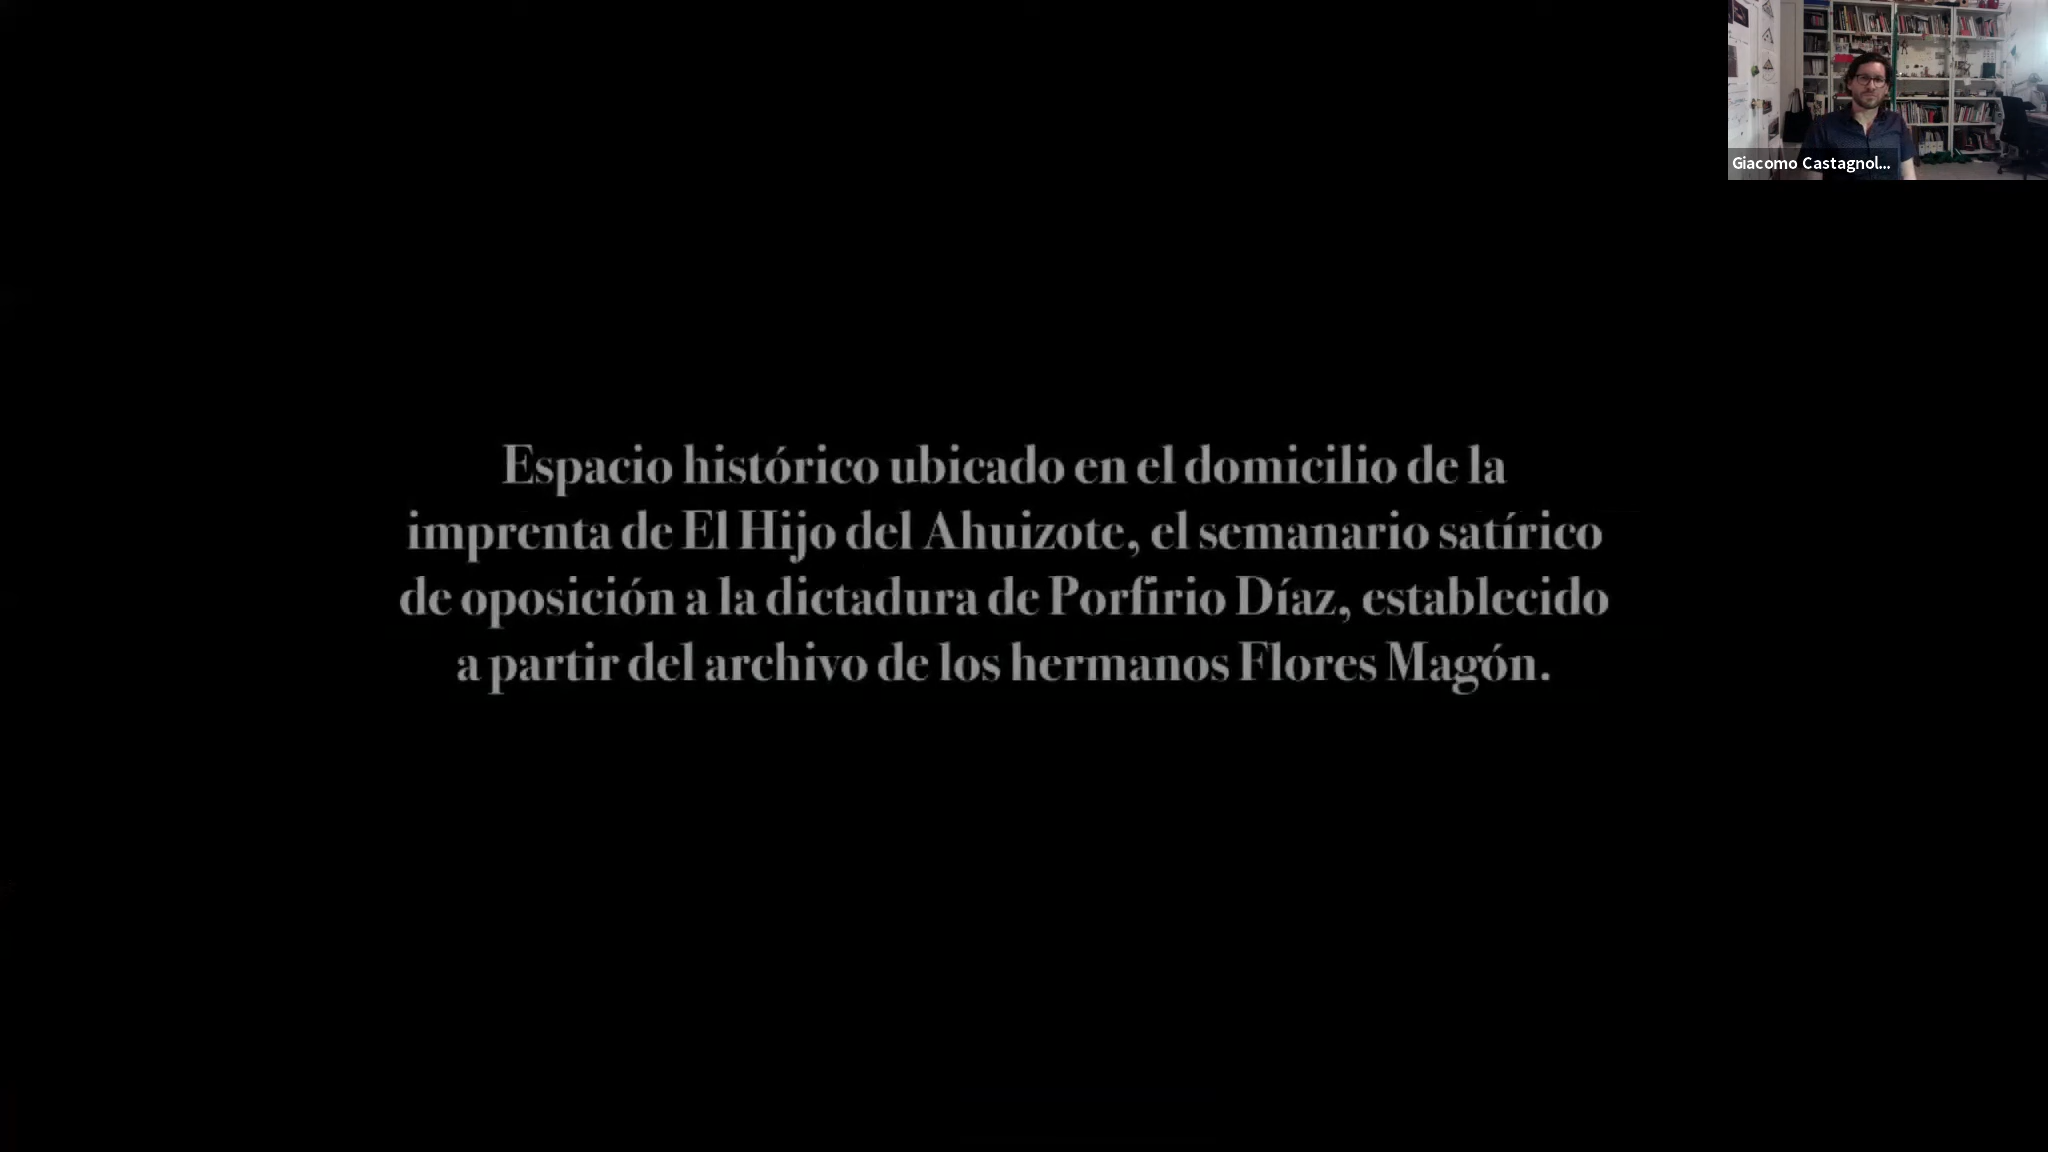 Giacomo Castagnol...
Espacio histórico ubicado en el domicilio de la
imprenta de El Hijo del Ahuizote, el semanario satírico
de oposición a la dictadura de Porfirio Díaz, establecido
a partir del archivo de los hermanos Flores Magón.